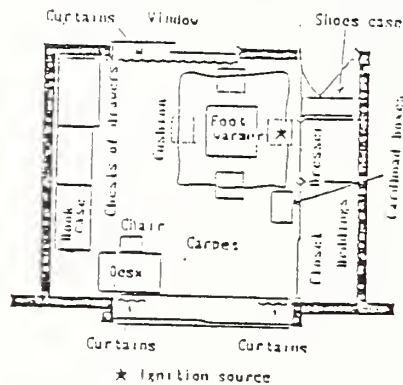 Curtains
Window
Shoes case
Chests of drawers
Cushion
Foot
warmer
Dresser
Cardboad boxes
Book
case
Chair
Carpet
Desk
Closet
Beddings
Curtains
Curtains
★ Ignition source